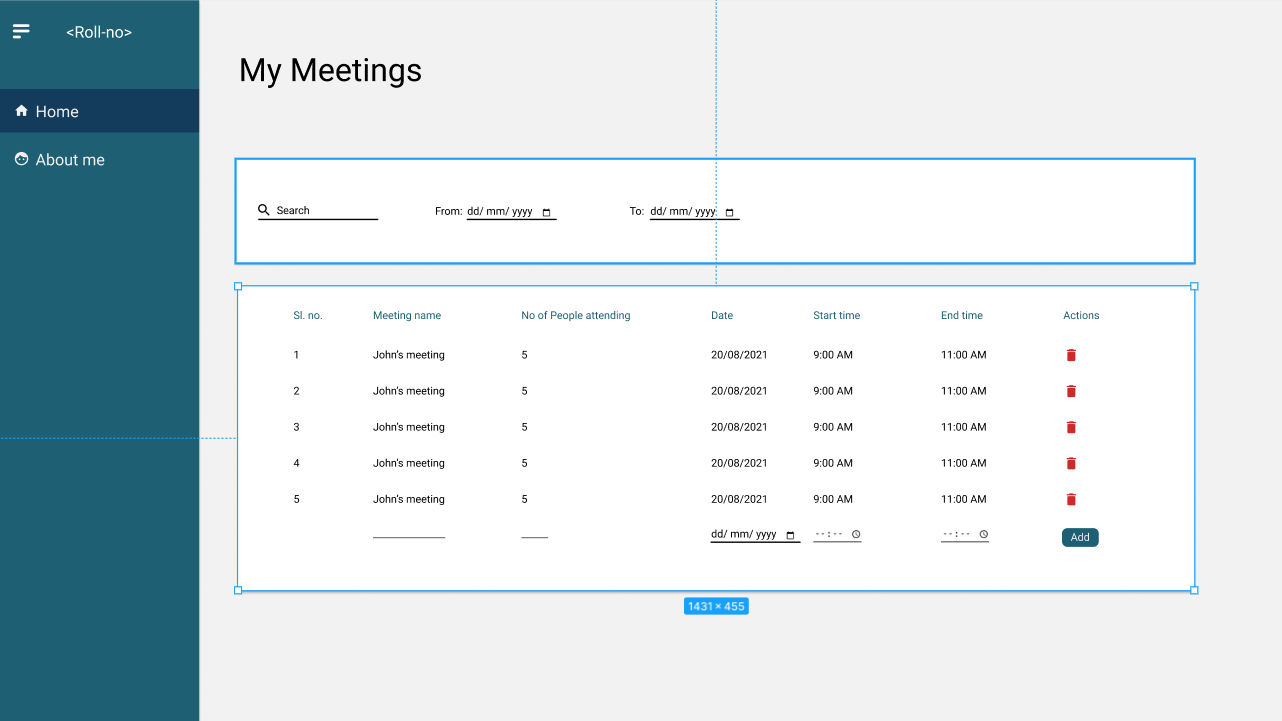 <Roll-no>
Home
About me
My Meetings
Search From: dd/ mm/ yyyy To: dd/ mm/ yyyy
Sl. no. Meeting name No of People attending Date Start time End time Actions
1 John's meeting 5 20/08/2021 9:00 AM 11:00 AM
2 John's meeting 5 20/08/2021 9:00 AM 11:00 AM
3 John's meeting 5 20/08/2021 9:00 AM 11:00 AM
4 John's meeting 5 20/08/2021 9:00 AM 11:00 AM
5 John's meeting 5 20/08/2021 9:00 AM 11:00 AM
dd/ mm/ yyyy --:-- --:-- Add
1431 × 455